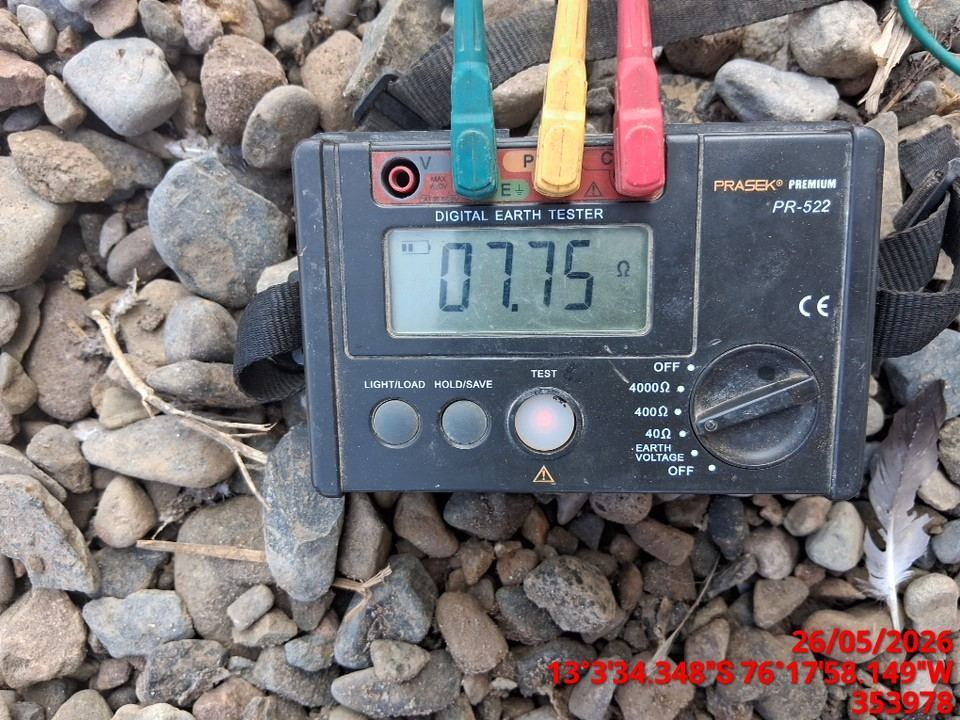 V P C
MAX
E
PRASEK® PREMIUM
PR-522
DIGITAL EARTH TESTER
07.75 Ω
CE
LIGHT/LOAD HOLD/SAVE TEST
OFF
4000Ω
400Ω
40Ω
EARTH
VOLTAGE
OFF
26/05/2026
13°3'34.348"S 76°17'58.149"W
353978